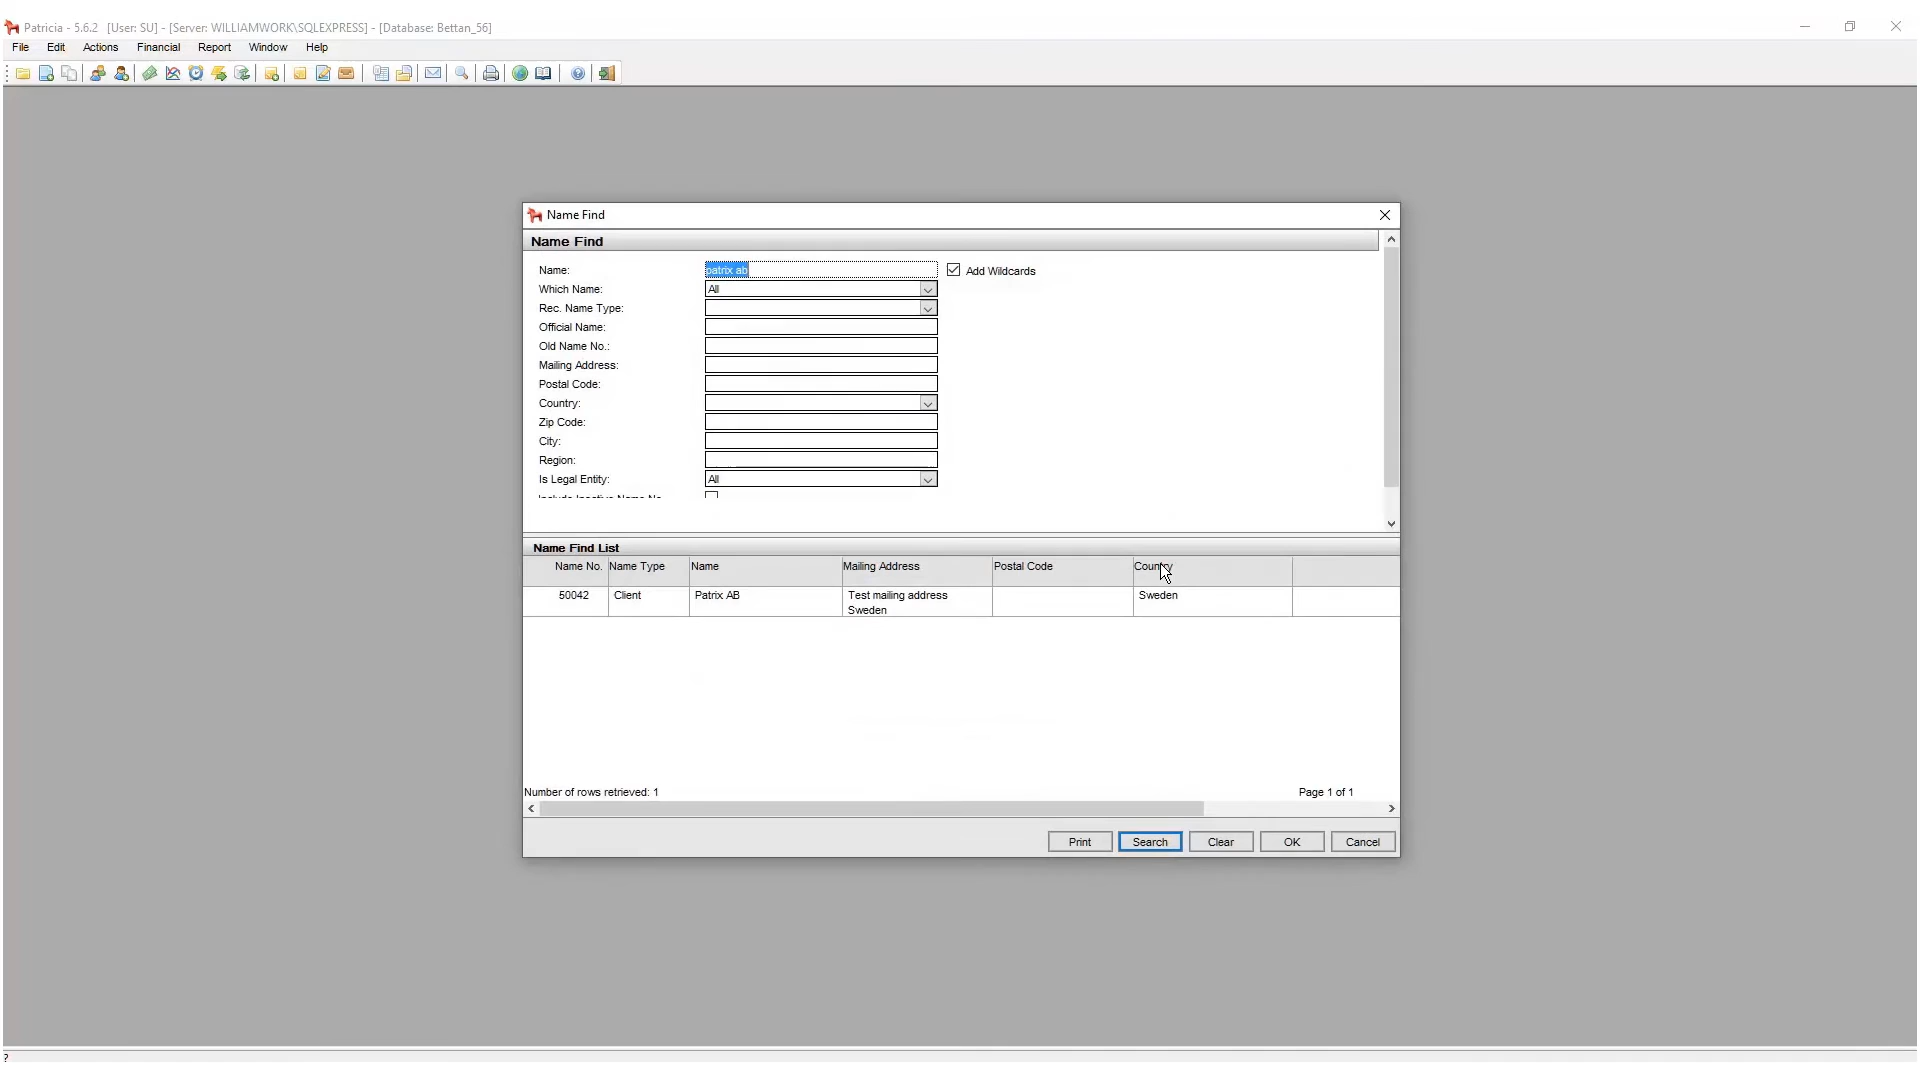 Patricia - 5.6.2 [User: SU] - [Server: WILLIAMWORK\SQLEXPRESS] - [Database: Bettan_56]
File Edit Actions Financial Report Window Help
Name Find
Name Find
Name: patrix ab Add Wildcards
Which Name: All
Rec. Name Type:
Official Name:
Old Name No.:
Mailing Address:
Postal Code:
Country:
Zip Code:
City:
Region:
Is Legal Entity: All
Include Inactive Name No.
Name Find List
Name No. Name Type Name Mailing Address Postal Code Country
50042 Client Patrix AB Test mailing address Sweden
Sweden
Number of rows retrieved: 1 Page 1 of 1
Print Search Clear OK Cancel
?